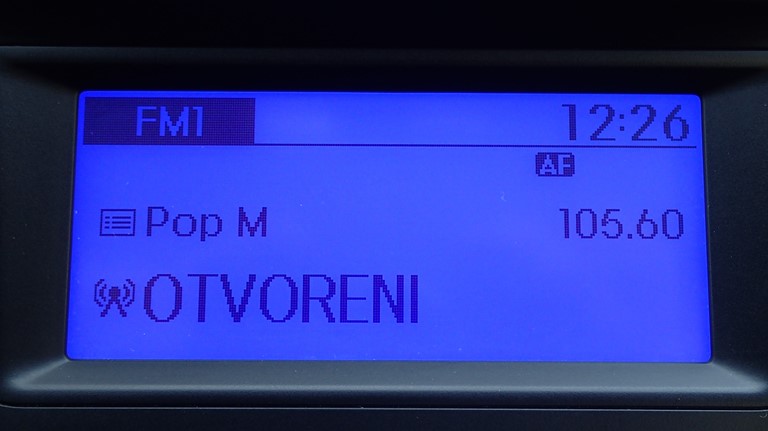 FM1 12:26
AF
Pop M 105.60
OTVORENI